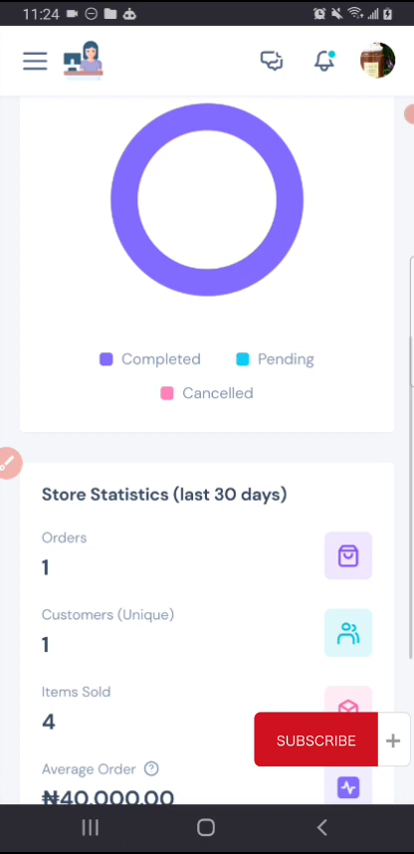 11:24
Completed
Pending
Cancelled
Store Statistics (last 30 days)
Orders
1
Customers (Unique)
1
Items Sold
4
SUBSCRIBE
+
Average Order
₦40,000.00